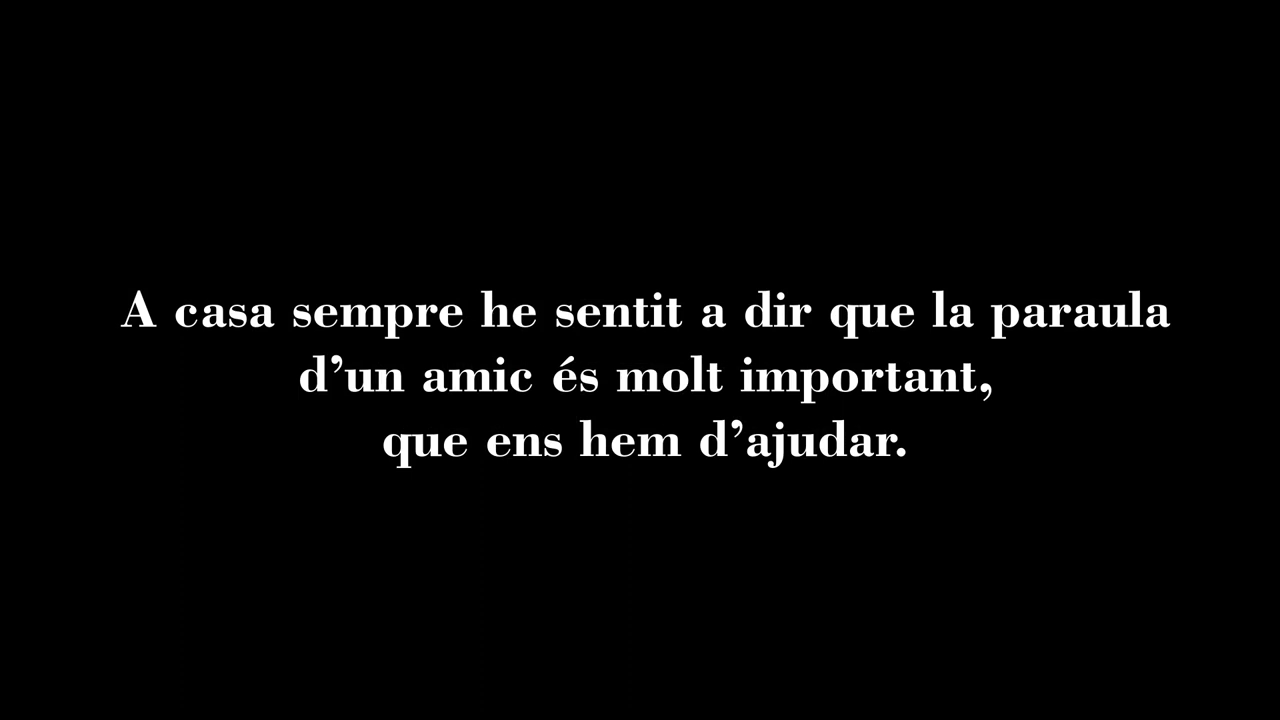 A casa sempre he sentit a dir que la paraula
d’un amic és molt important,
que ens hem d’ajudar.